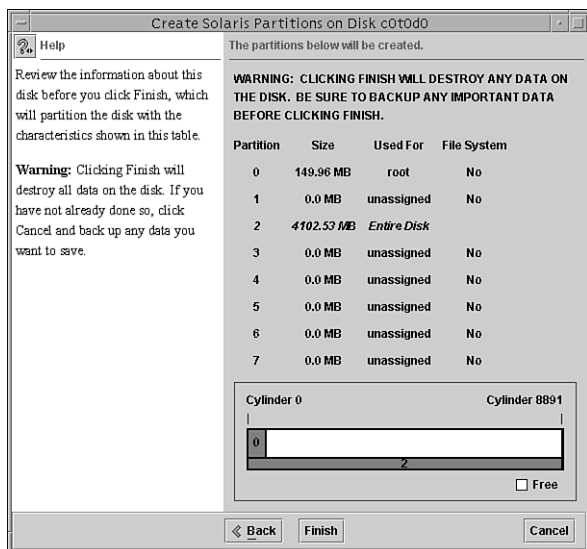 Create Solaris Partitions on Disk c0t0d0
Help
Review the information about this
disk before you click Finish, which
will partition the disk with the
characteristics shown in this table.
Warning: Clicking Finish will
destroy all data on the disk. If you
have not already done so, click
Cancel and back up any data you
want to save.
The partitions below will be created.
WARNING: CLICKING FINISH WILL DESTROY ANY DATA ON
THE DISK. BE SURE TO BACKUP ANY IMPORTANT DATA
BEFORE CLICKING FINISH.
Partition Size Used For File System
0 149.96 MB root No
1 0.0 MB unassigned No
2 4102.53 MB Entire Disk
3 0.0 MB unassigned No
4 0.0 MB unassigned No
5 0.0 MB unassigned No
6 0.0 MB unassigned No
7 0.0 MB unassigned No
Cylinder 0 Cylinder 8891
0
2
Free
Back Finish Cancel